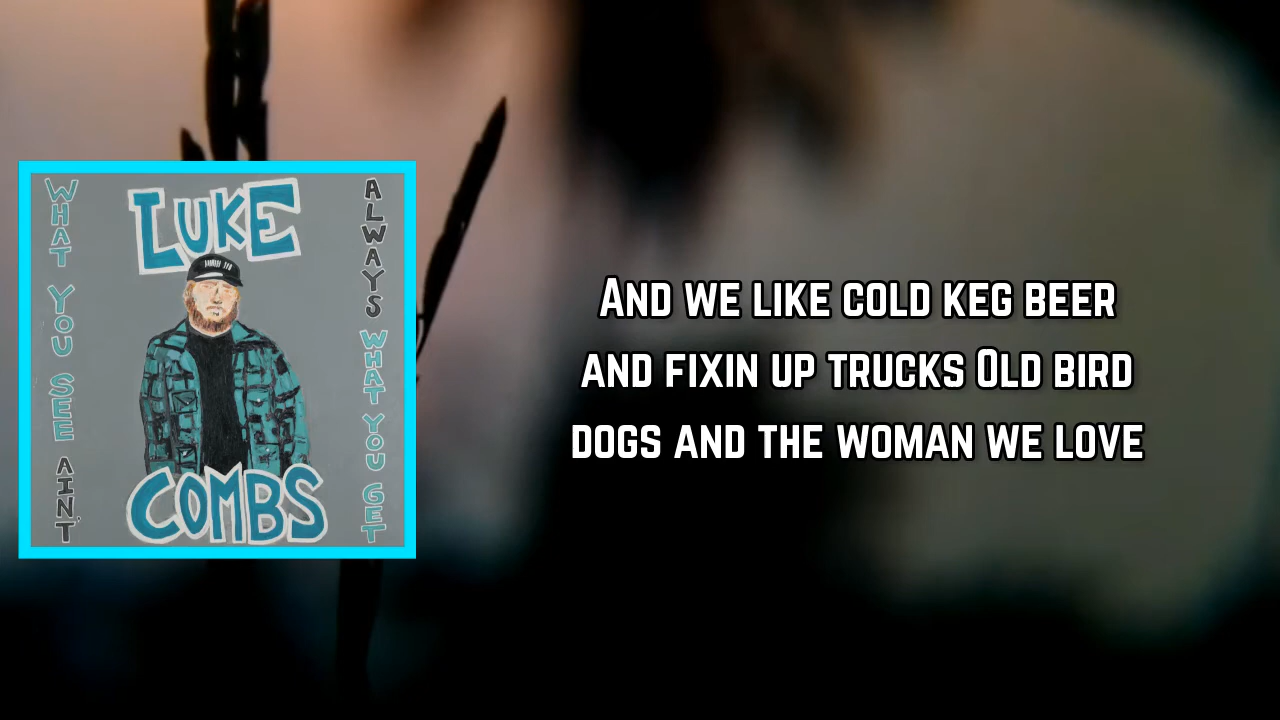 WHAT YOU SEE AIN'T
LUKE
COMBS
ALWAYS WHAT YOU GET
And we like cold keg beer
and fixin up trucks Old bird
dogs and the woman we love